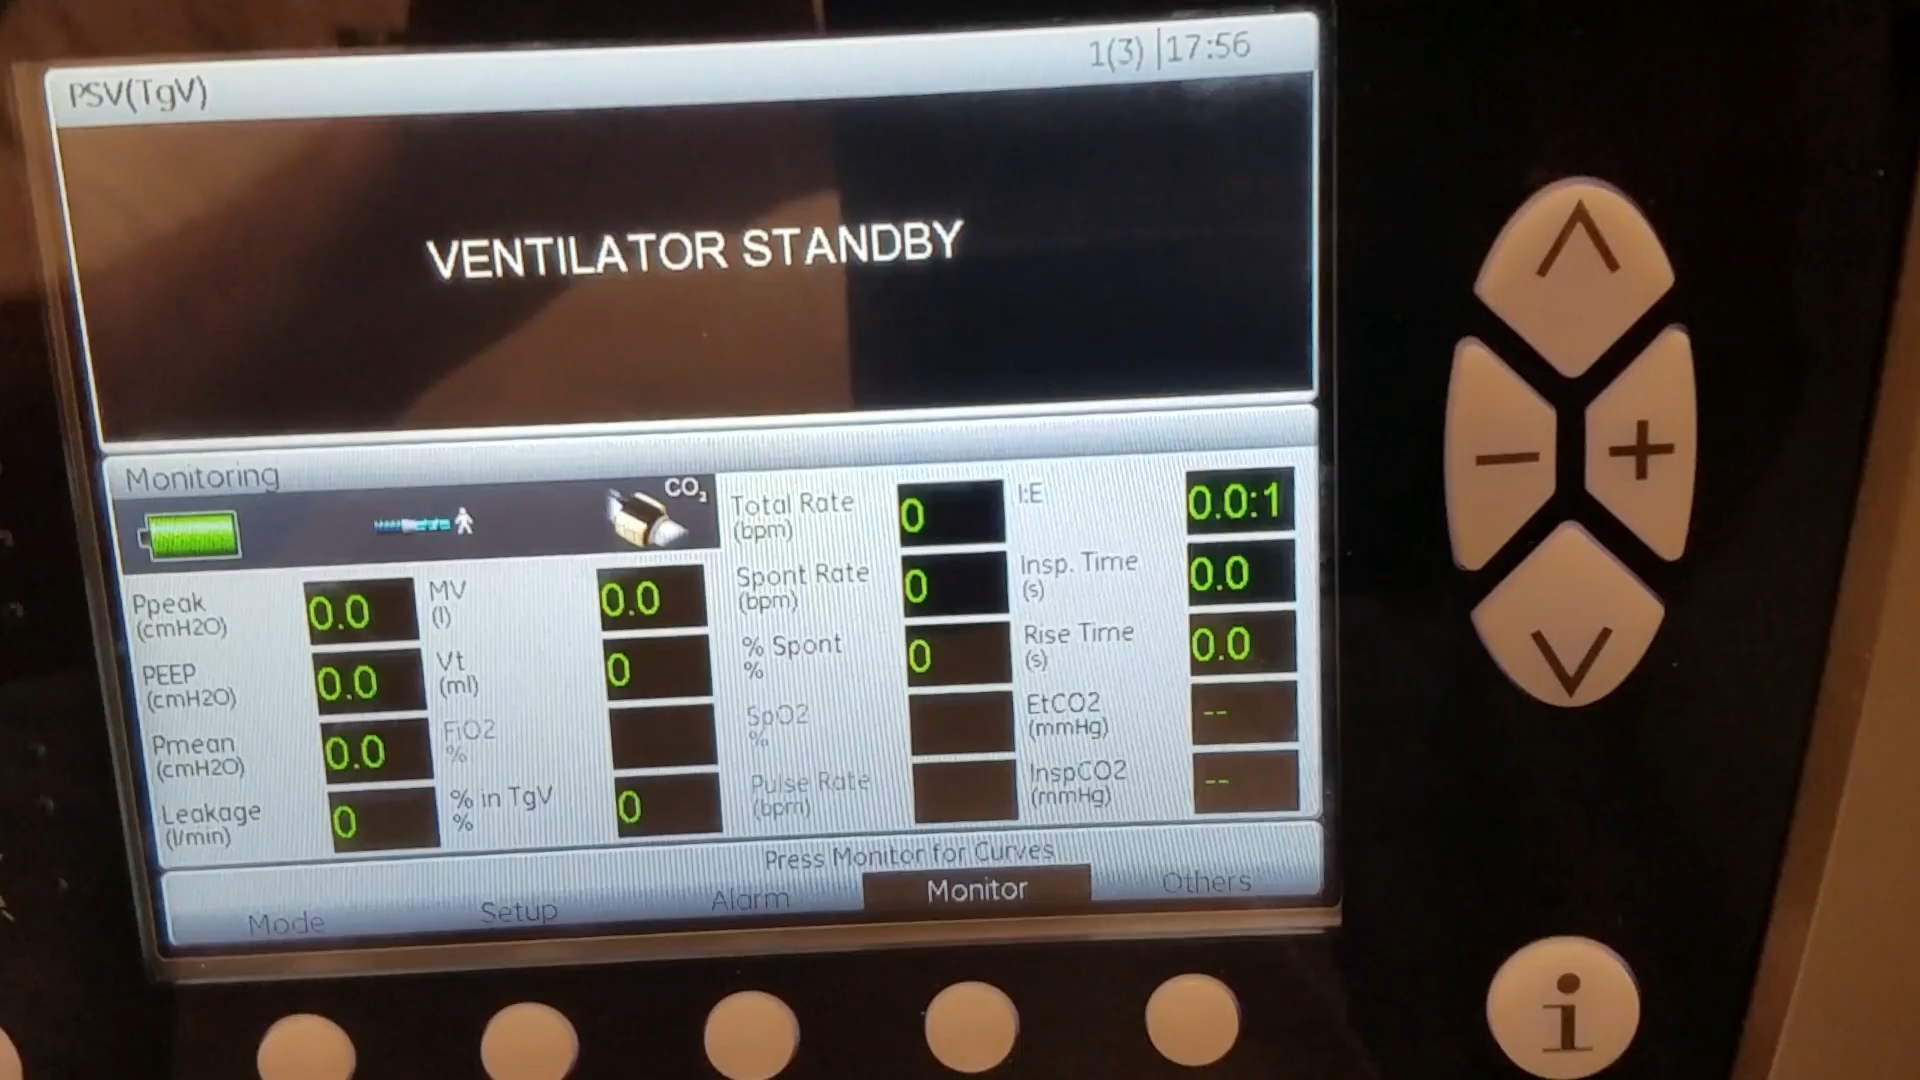 PSV(TgV) 1(3) |17:56
VENTILATOR STANDBY
Monitoring
CO2
Ppeak (cmH2O) 0.0
PEEP (cmH2O) 0.0
Pmean (cmH2O) 0.0
Leakage (l/min) 0
MV (l) 0.0
Vt (ml) 0
FiO2 %
% in TgV % 0
Total Rate (bpm) 0
Spont Rate (bpm) 0
% Spont % 0
SpO2 %
Pulse Rate (bpm)
I:E 0.0:1
Insp. Time (s) 0.0
Rise Time (s) 0.0
EtCO2 (mmHg) --
InspCO2 (mmHg) --
Press Monitor for Curves
Mode Setup Alarm Monitor Others
− +
i